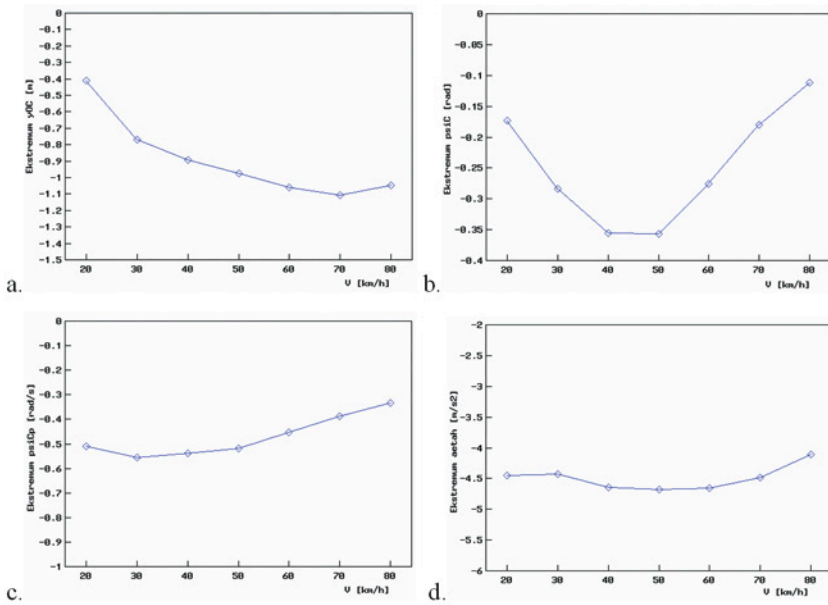 Ekstremum yOC [m]
0
-0.1
-0.2
-0.3
-0.4
-0.5
-0.6
-0.7
-0.8
-0.9
-1
-1.1
-1.2
-1.3
-1.4
-1.5
20 30 40 50 60 70 80
V [km/h]
a.
Ekstremum psiC [rad]
0
-0.05
-0.1
-0.15
-0.2
-0.25
-0.3
-0.35
-0.4
20 30 40 50 60 70 80
V [km/h]
b.
Ekstremum psiCp [rad/s]
0
-0.1
-0.2
-0.3
-0.4
-0.5
-0.6
-0.7
-0.8
-0.9
-1
20 30 40 50 60 70 80
V [km/h]
c.
Ekstremum aetah [m/s2]
-2
-2.5
-3
-3.5
-4
-4.5
-5
-5.5
-6
20 30 40 50 60 70 80
V [km/h]
d.